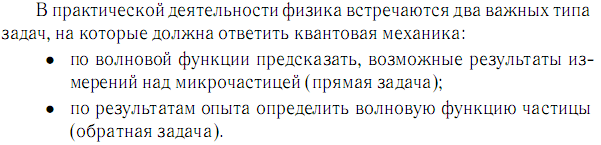 В практической деятельности физика встречаются два важных типа
задач, на которые должна ответить квантовая механика:
● по волновой функции предсказать, возможные результаты из-
мерений над микрочастицей (прямая задача);
● по результатам опыта определить волновую функцию частицы
(обратная задача).